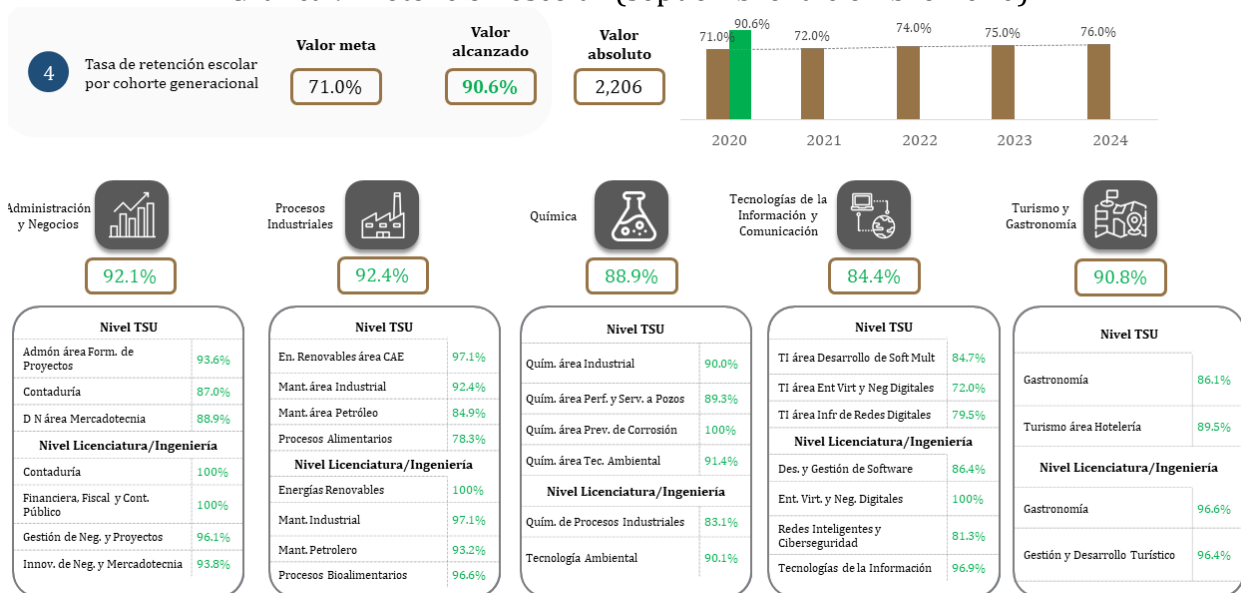 4
Tasa de retención escolar
por cohorte generacional
Valor meta
71.0%
Valor
alcanzado
90.6%
Valor
absoluto
2,206
71.0%
90.6%
72.0%
74.0%
75.0%
76.0%
2020
2021
2022
2023
2024
Administración
y Negocios
92.1%
Procesos
Industriales
92.4%
Química
88.9%
Tecnologías de la
Información y
Comunicación
84.4%
Turismo y
Gastronomía
90.8%
Nivel TSU
Admón área Form. de
Proyectos
93.6%
Contaduría
87.0%
D N área Mercadotecnia
88.9%
Nivel Licenciatura/Ingeniería
Contaduría
100%
Financiera, Fiscal y Cont.
Público
100%
Gestión de Neg. y Proyectos
96.1%
Innov. de Neg. y Mercadotecnia
93.8%
Nivel TSU
En. Renovables área CAE
97.1%
Mant. área Industrial
92.4%
Mant. área Petróleo
84.9%
Procesos Alimentarios
78.3%
Nivel Licenciatura/Ingeniería
Energías Renovables
100%
Mant. Industrial
97.1%
Mant. Petrolero
93.2%
Procesos Bioalimentarios
96.6%
Nivel TSU
Quím. área Industrial
90.0%
Quím. área Perf. y Serv. a Pozos
89.3%
Quím. área Prev. de Corrosión
100%
Quím. área Tec. Ambiental
91.4%
Nivel Licenciatura/Ingeniería
Quím. de Procesos Industriales
83.1%
Tecnología Ambiental
90.1%
Nivel TSU
TI área Desarrollo de Soft Mult
84.7%
TI área Ent Virt y Neg Digitales
72.0%
TI área Infr de Redes Digitales
79.5%
Nivel Licenciatura/Ingeniería
Des. y Gestión de Software
86.4%
Ent. Virt. y Neg. Digitales
100%
Redes Inteligentes y
Ciberseguridad
81.3%
Tecnologías de la Información
96.9%
Nivel TSU
Gastronomía
86.1%
Turismo área Hotelería
89.5%
Nivel Licenciatura/Ingeniería
Gastronomía
96.6%
Gestión y Desarrollo Turístico
96.4%